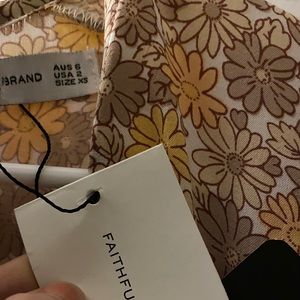 BRAND
AUS 6
USA 2
SIZE XS
FAITHFU